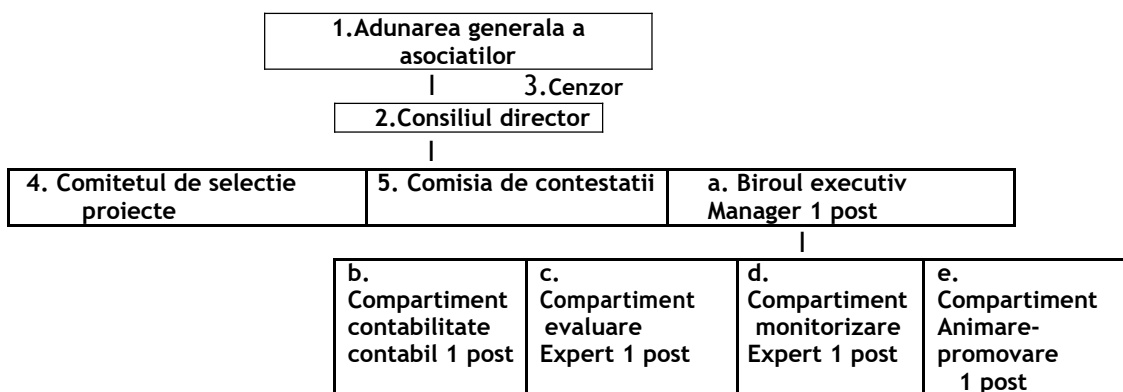 1.Adunarea generala a
asociatilor
3.Cenzor
2.Consiliul director
4. Comitetul de selectie
proiecte
5. Comisia de contestatii
a. Biroul executiv
Manager 1 post
b.
Compartiment
contabilitate
contabil 1 post
c.
Compartiment
evaluare
Expert 1 post
d.
Compartiment
monitorizare
Expert 1 post
e.
Compartiment
Animare-
promovare
1 post